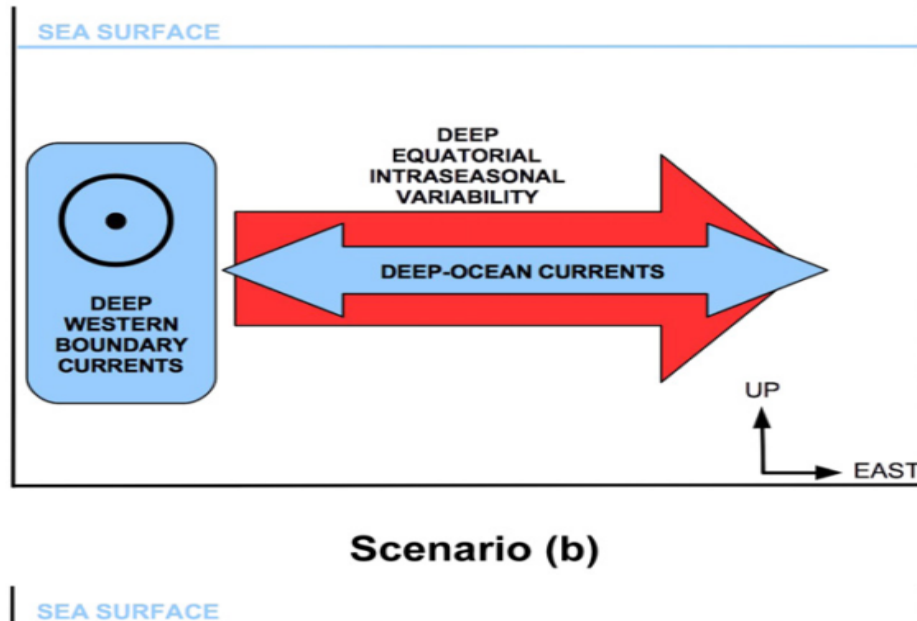 SEA SURFACE
DEEP
EQUATORIAL
INTRASEASONAL
VARIABILITY
DEEP-OCEAN CURRENTS
DEEP
WESTERN
BOUNDARY
CURRENTS
UP
EAST
Scenario (b)
SEA SURFACE